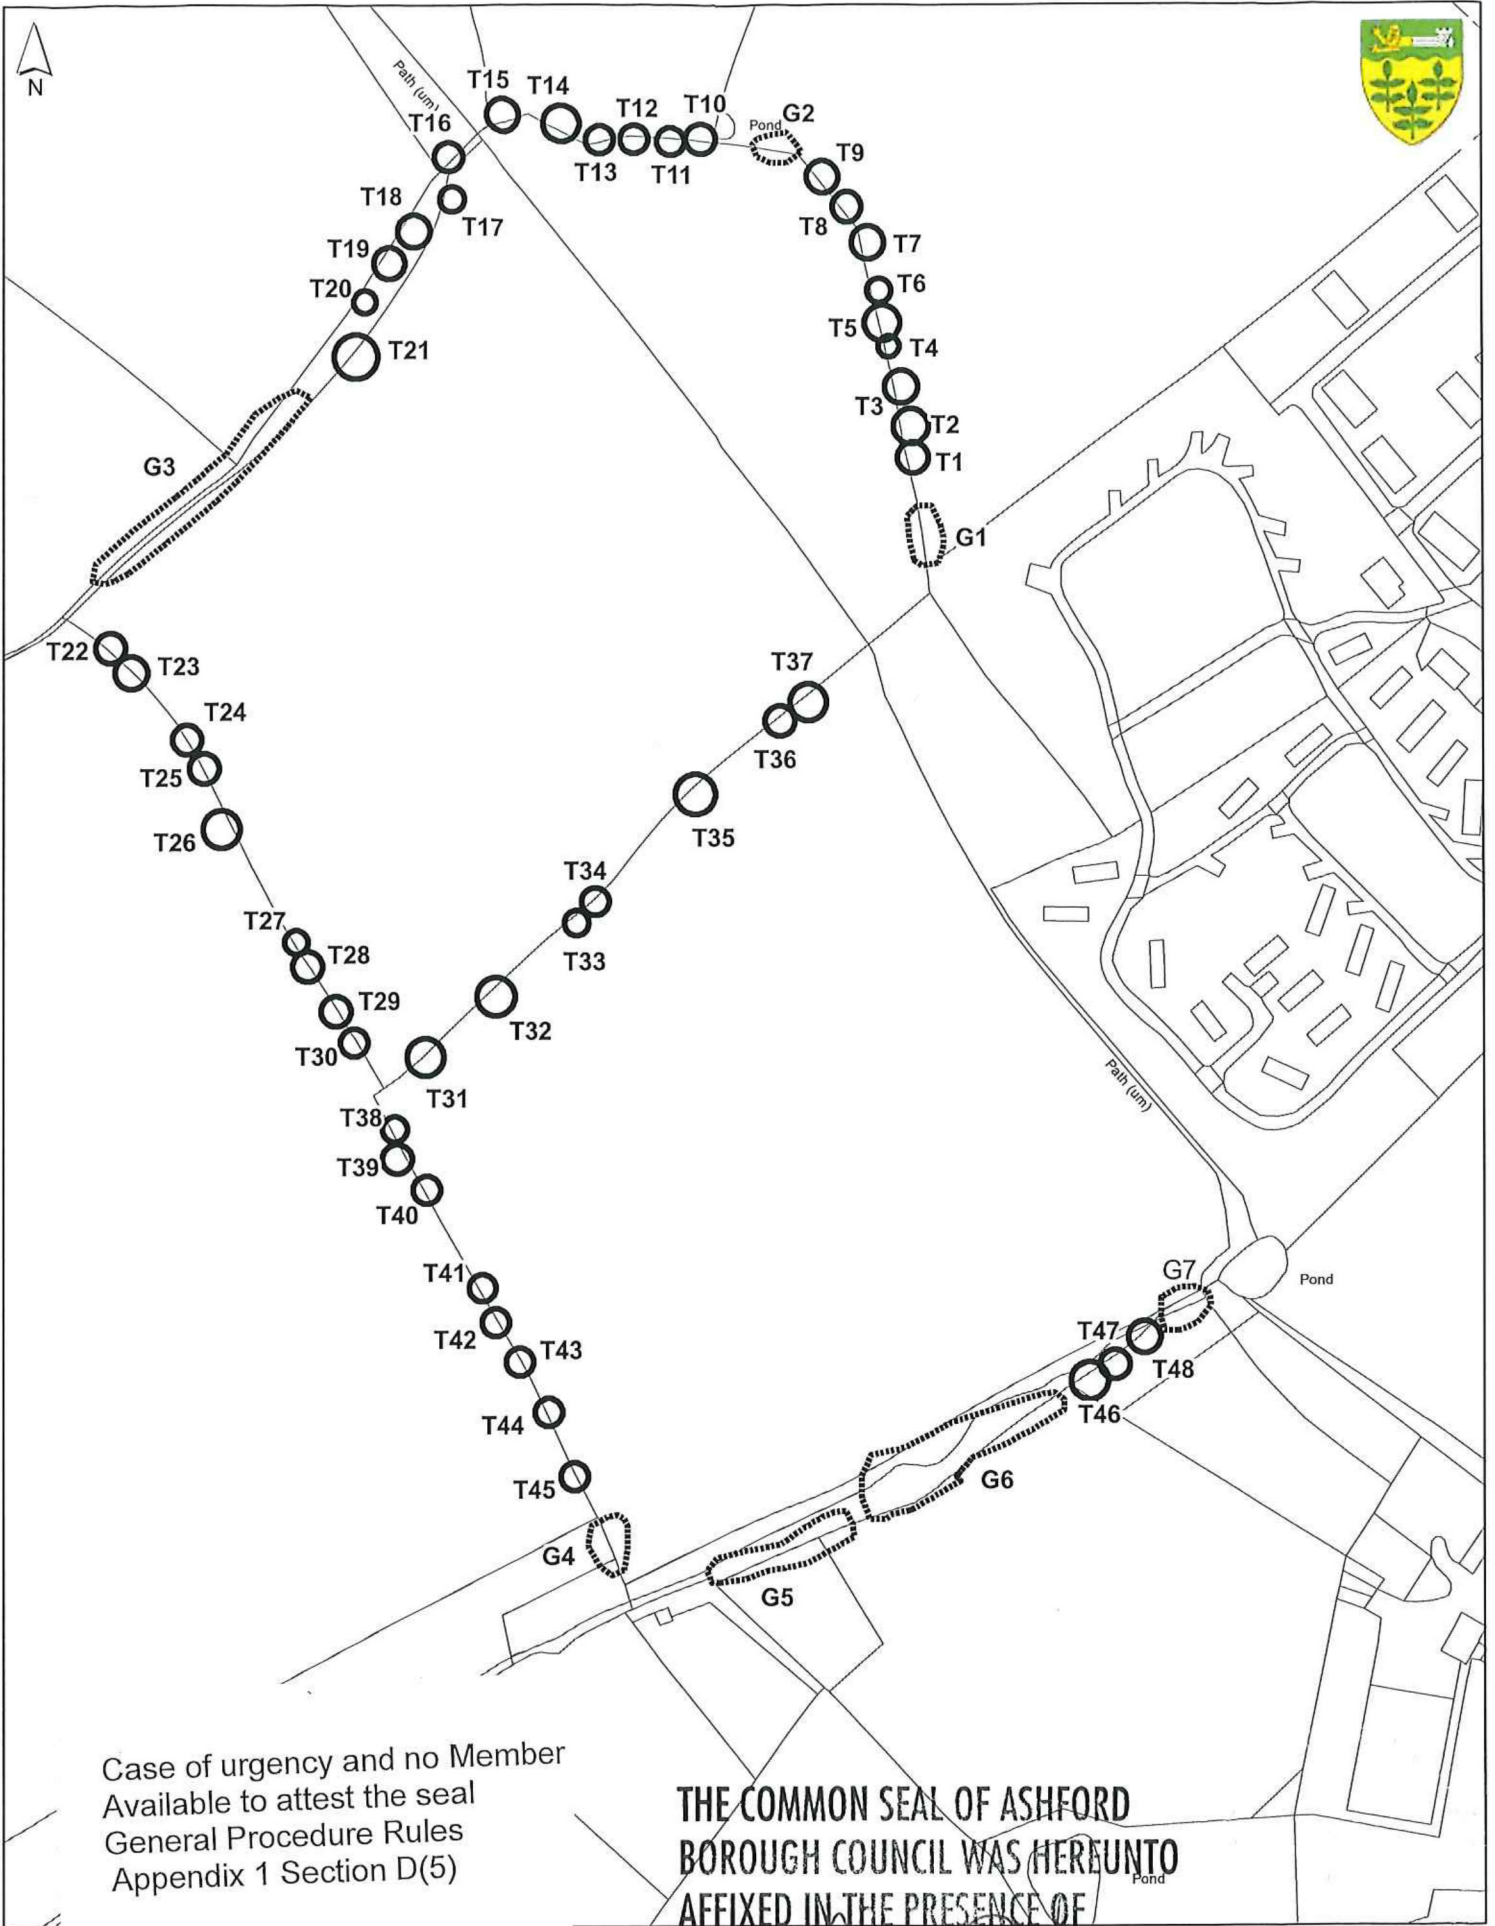 N
Path (um)
T15
T14
T12
T10
Pond
G2
T16
T13
T11
T9
T18
T17
T8
T7
T19
T20
T6
T5
T4
T21
T3
T2
T1
G3
G1
T22
T23
T37
T24
T36
T25
T26
T35
T34
T27
T28
T33
T29
T32
T30
T31
Path (um)
T38
T39
T40
T41
G7
Pond
T42
T43
T47
T48
T44
T46
T45
G6
G4
G5
Case of urgency and no Member
Available to attest the seal
General Procedure Rules
Appendix 1 Section D(5)
THE COMMON SEAL OF ASHFORD
BOROUGH COUNCIL WAS HEREUNTO
Pond
AFFIXED IN THE PRESENCE OF